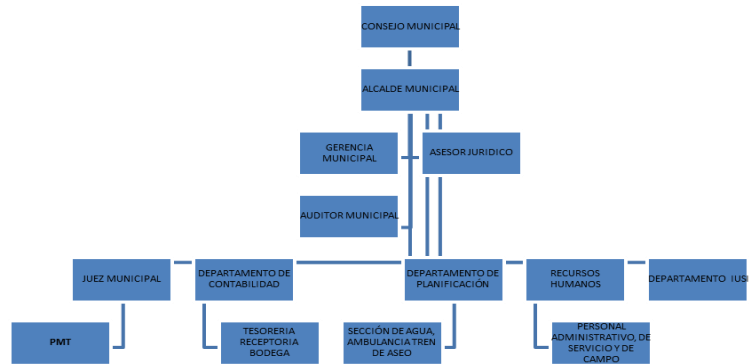 CONSEJO MUNICIPAL
ALCALDE MUNICIPAL
GERENCIA
MUNICIPAL
ASESOR JURIDICO
AUDITOR MUNICIPAL
JUEZ MUNICIPAL
DEPARTAMENTO DE
CONTABILIDAD
DEPARTAMENTO DE
PLANIFICACIÓN
RECURSOS
HUMANOS
DEPARTAMENTO IUSI
PMT
TESORERIA
RECEPTORIA
BODEGA
SECCIÓN DE AGUA,
AMBULANCIA TREN
DE ASEO
PERSONAL
ADMINISTRATIVO, DE
SERVICIO Y DE
CAMPO